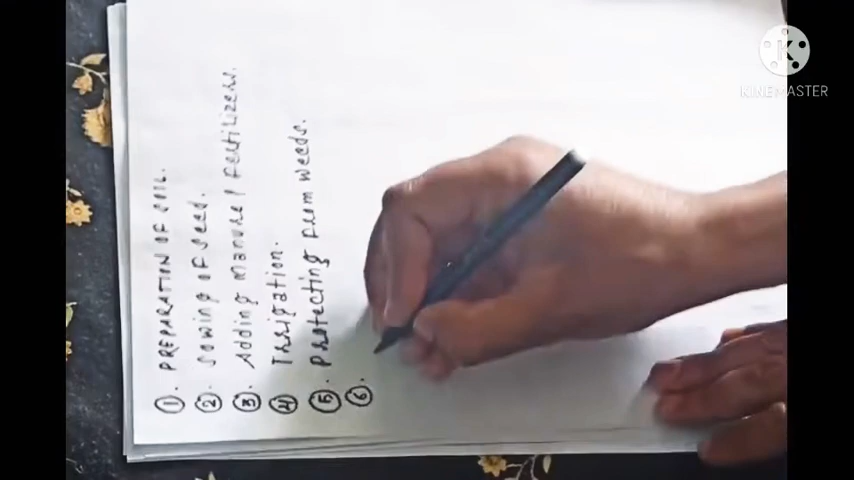 ① . PREPARATION OF SOIL.
② . Sowing of seed.
③ . Adding manure / Fertilizers.
④ . Irrigation.
⑤ . Protecting From weeds.
⑥ .
KINEMASTER